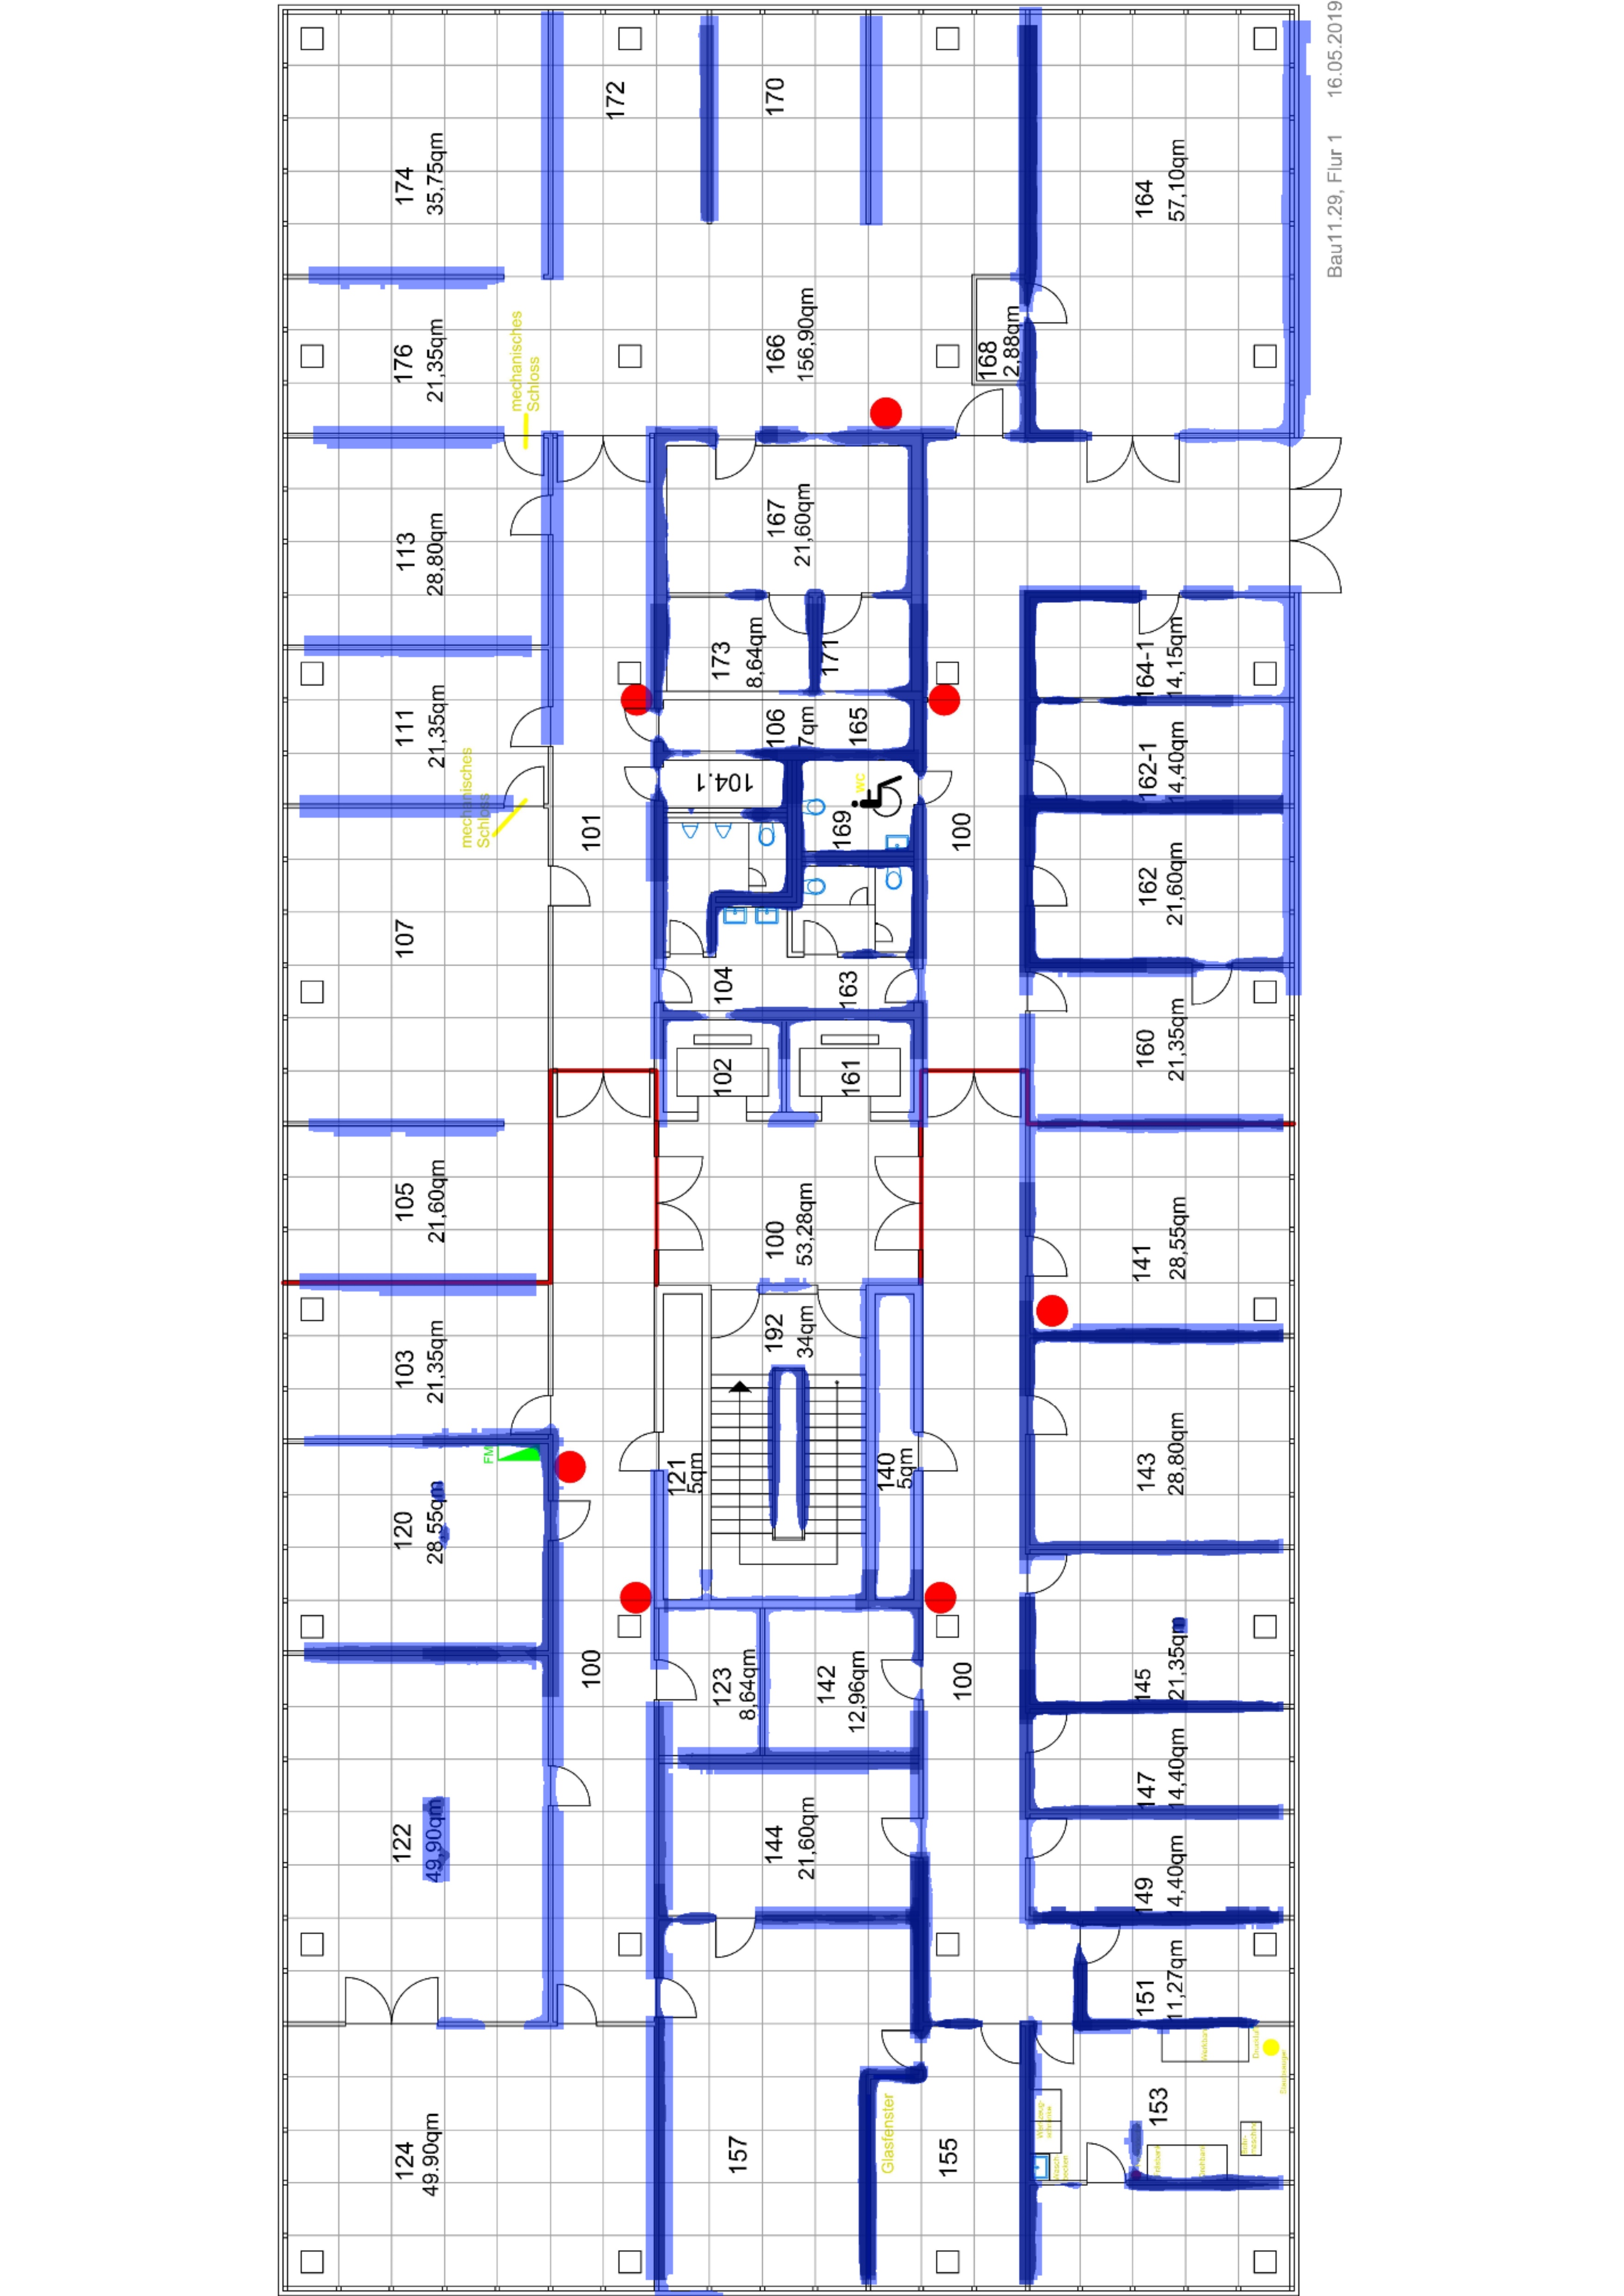 Bau11.29, Flur 1 16.05.2019
174
35,75qm
172
170
164
57,10qm
176
21,35qm
mechanisches
Schloss
166
156,90qm
168
2,88qm
113
28,80qm
167
21,60qm
111
21,35qm
173
8,64qm
171
164-1
14,15qm
mechanisches
Schloss
106
7qm
165
162-1
14,40qm
104.1
WC
169
101
100
107
162
21,60qm
104
163
102
161
160
21,35qm
105
21,60qm
100
53,28qm
141
28,55qm
103
21,35qm
192
34qm
FM
121
5qm
140
5qm
143
28,80qm
120
28,55qm
100
123
8,64qm
142
12,96qm
100
145
21,35qm
122
49,90qm
144
21,60qm
147
14,40qm
149
14,40qm
151
11,27qm
124
49.90qm
157
Glasfenster
155
153